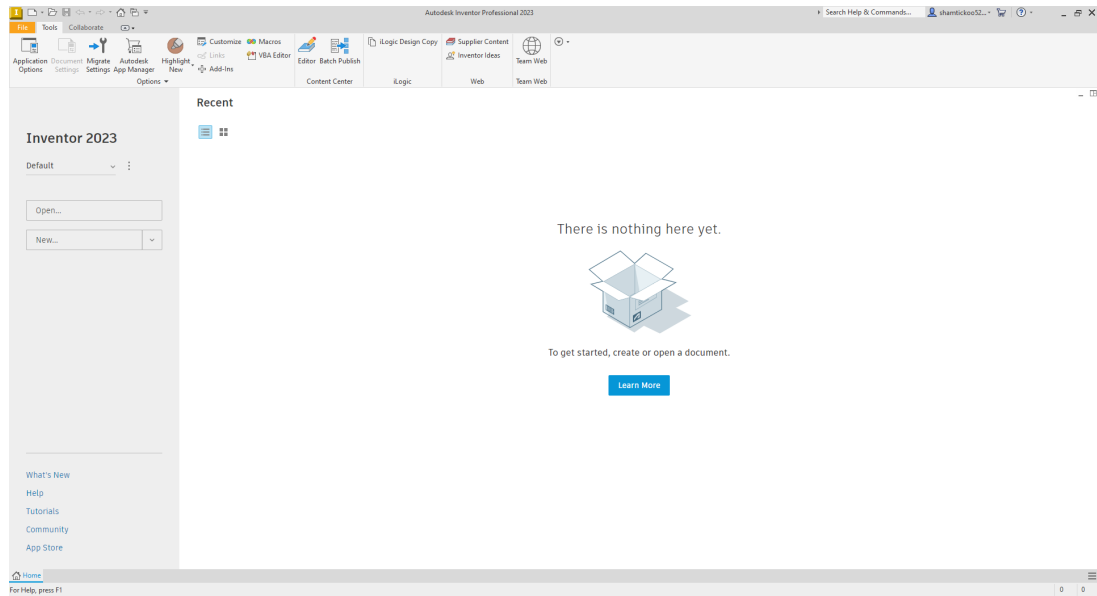 Autodesk Inventor Professional 2023
Search Help & Commands...
shamtickoo52...
File Tools Collaborate
Application Options
Document Settings
Migrate Settings
Autodesk App Manager
Highlight New
Customize
Links
Add-Ins
Macros
VBA Editor
Editor
Batch Publish
iLogic Design Copy
Supplier Content
Inventor Ideas
Team Web
Options
Content Center
iLogic
Web
Team Web
Inventor 2023
Default
Open...
New...
What's New
Help
Tutorials
Community
App Store
Recent
There is nothing here yet.
To get started, create or open a document.
Learn More
Home
For Help, press F1
0 0